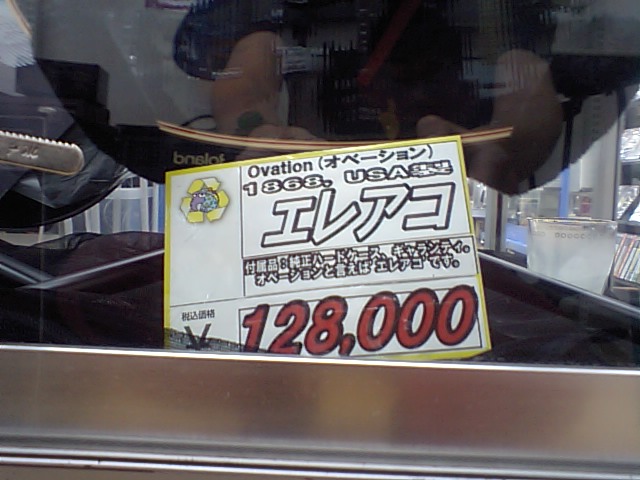 Ovation (オベーション)
1868. USA製
エレアコ
付属品:純正ハードケース、ギャランティ。
オベーションと言えば"エレアコ"です。
税込価格
¥ 128,000